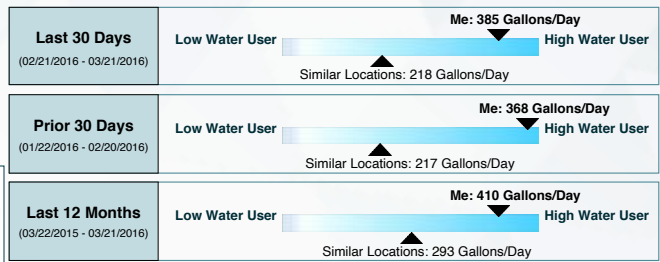 Last 30 Days
(02/21/2016 - 03/21/2016)
Me: 385 Gallons/Day
Low Water User
High Water User
Similar Locations: 218 Gallons/Day
Prior 30 Days
(01/22/2016 - 02/20/2016)
Me: 368 Gallons/Day
Low Water User
High Water User
Similar Locations: 217 Gallons/Day
Last 12 Months
(03/22/2015 - 03/21/2016)
Me: 410 Gallons/Day
Low Water User
High Water User
Similar Locations: 293 Gallons/Day